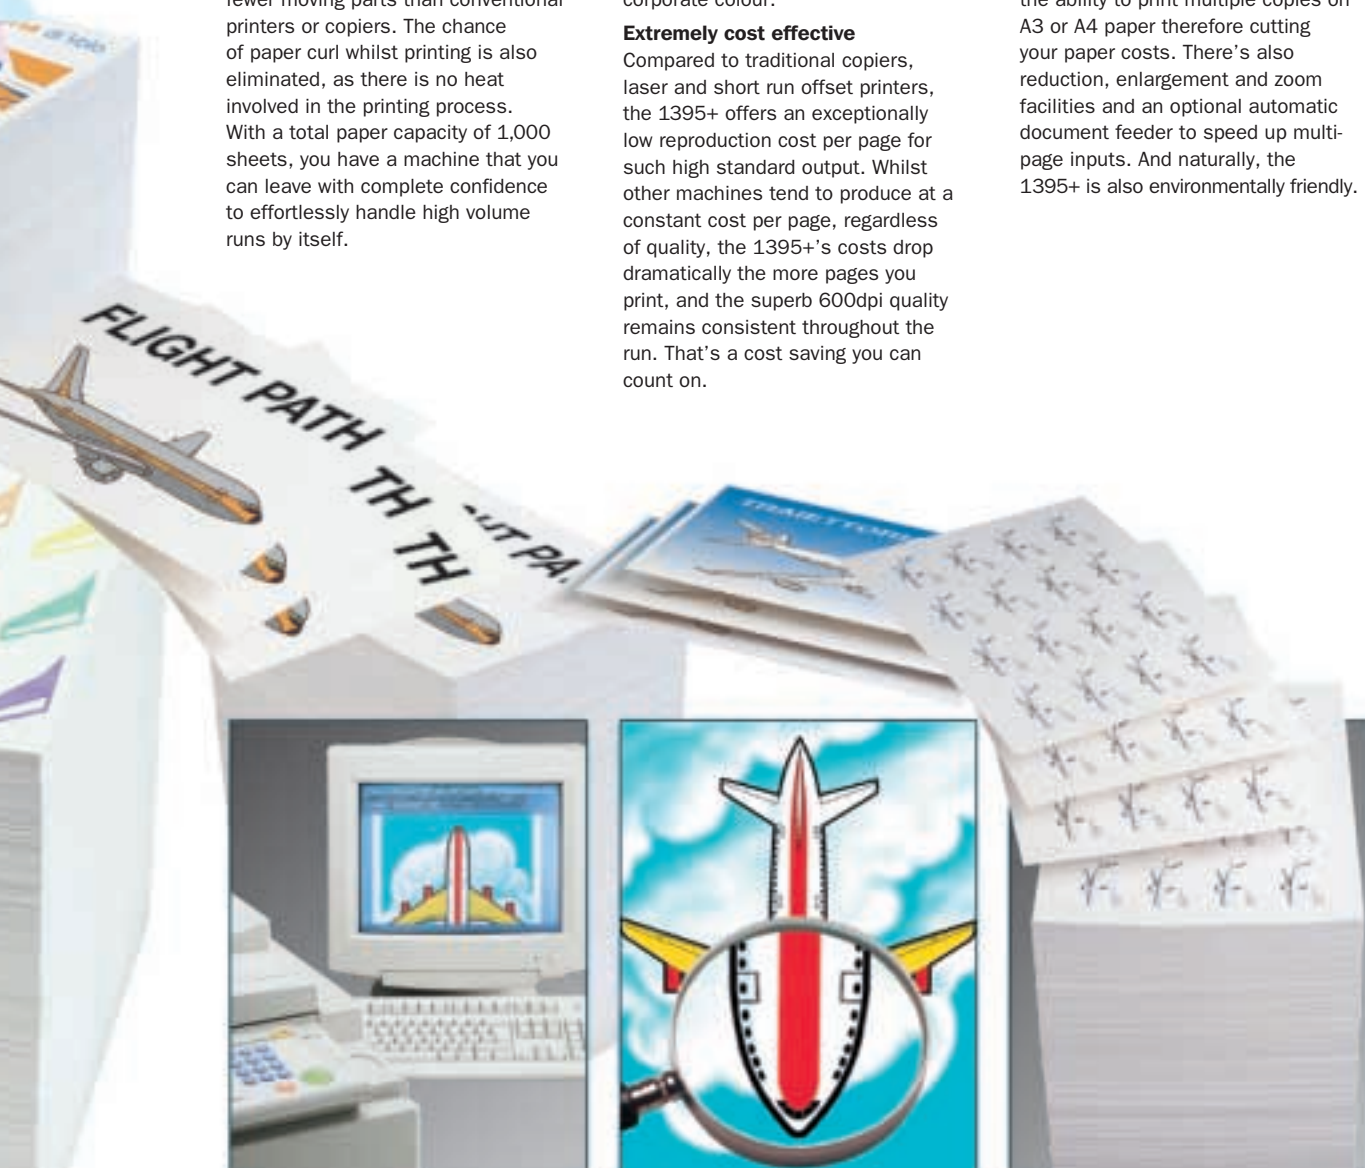 fewer moving parts than conventional
printers or copiers. The chance
of paper curl whilst printing is also
eliminated, as there is no heat
involved in the printing process.
With a total paper capacity of 1,000
sheets, you have a machine that you
can leave with complete confidence
to effortlessly handle high volume
runs by itself.
corporate colour.
Extremely cost effective
Compared to traditional copiers,
laser and short run offset printers,
the 1395+ offers an exceptionally
low reproduction cost per page for
such high standard output. Whilst
other machines tend to produce at a
constant cost per page, regardless
of quality, the 1395+'s costs drop
dramatically the more pages you
print, and the superb 600dpi quality
remains consistent throughout the
run. That's a cost saving you can
count on.
the ability to print multiple copies on
A3 or A4 paper therefore cutting
your paper costs. There's also
reduction, enlargement and zoom
facilities and an optional automatic
document feeder to speed up multi-
page inputs. And naturally, the
1395+ is also environmentally friendly.
di volo
FLIGHT PATH
TH
TH
HT PA